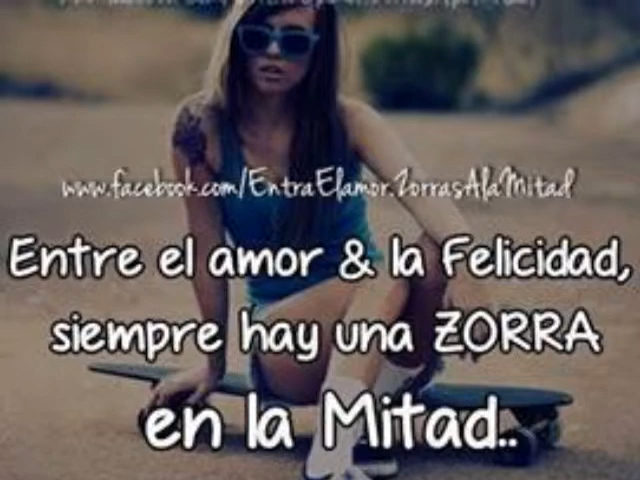 www.facebook.com/EntraElamor.ZorrasAlaMitad
Entre el amor & la Felicidad,
siempre hay una ZORRA
en la Mitad..